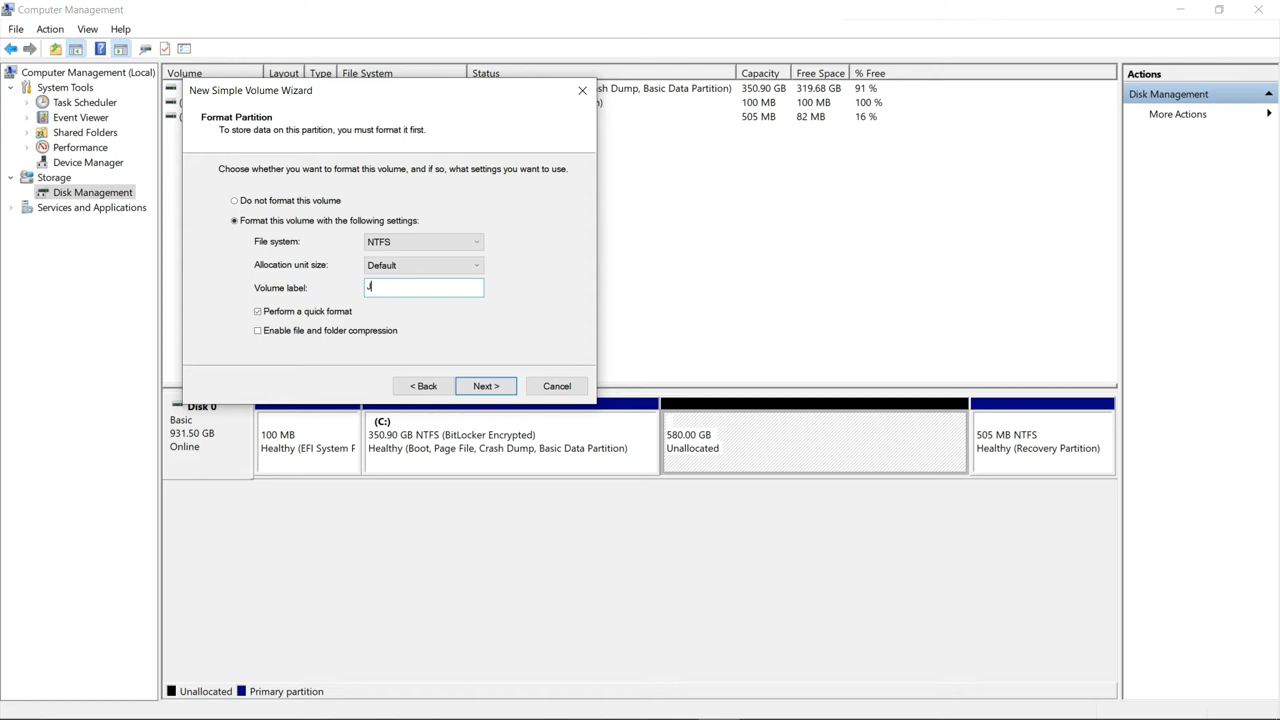 Computer Management
File Action View Help
Computer Management (Local)
System Tools
Task Scheduler
Event Viewer
Shared Folders
Performance
Device Manager
Storage
Disk Management
Services and Applications
Volume Layout Type File System Status Capacity Free Space % Free
Dump, Basic Data Partition) 350.90 GB 319.68 GB 91 %
) 100 MB 100 MB 100 %
( 505 MB 82 MB 16 %
New Simple Volume Wizard
Format Partition
To store data on this partition, you must format it first.
Choose whether you want to format this volume, and if so, what settings you want to use.
Do not format this volume
Format this volume with the following settings:
File system: NTFS
Allocation unit size: Default
Volume label: J
Perform a quick format
Enable file and folder compression
< Back Next > Cancel
Disk 0
Basic
931.50 GB
Online
100 MB
Healthy (EFI System F
(C:)
350.90 GB NTFS (BitLocker Encrypted)
Healthy (Boot, Page File, Crash Dump, Basic Data Partition)
580.00 GB
Unallocated
505 MB NTFS
Healthy (Recovery Partition)
Unallocated Primary partition
Actions
Disk Management
More Actions